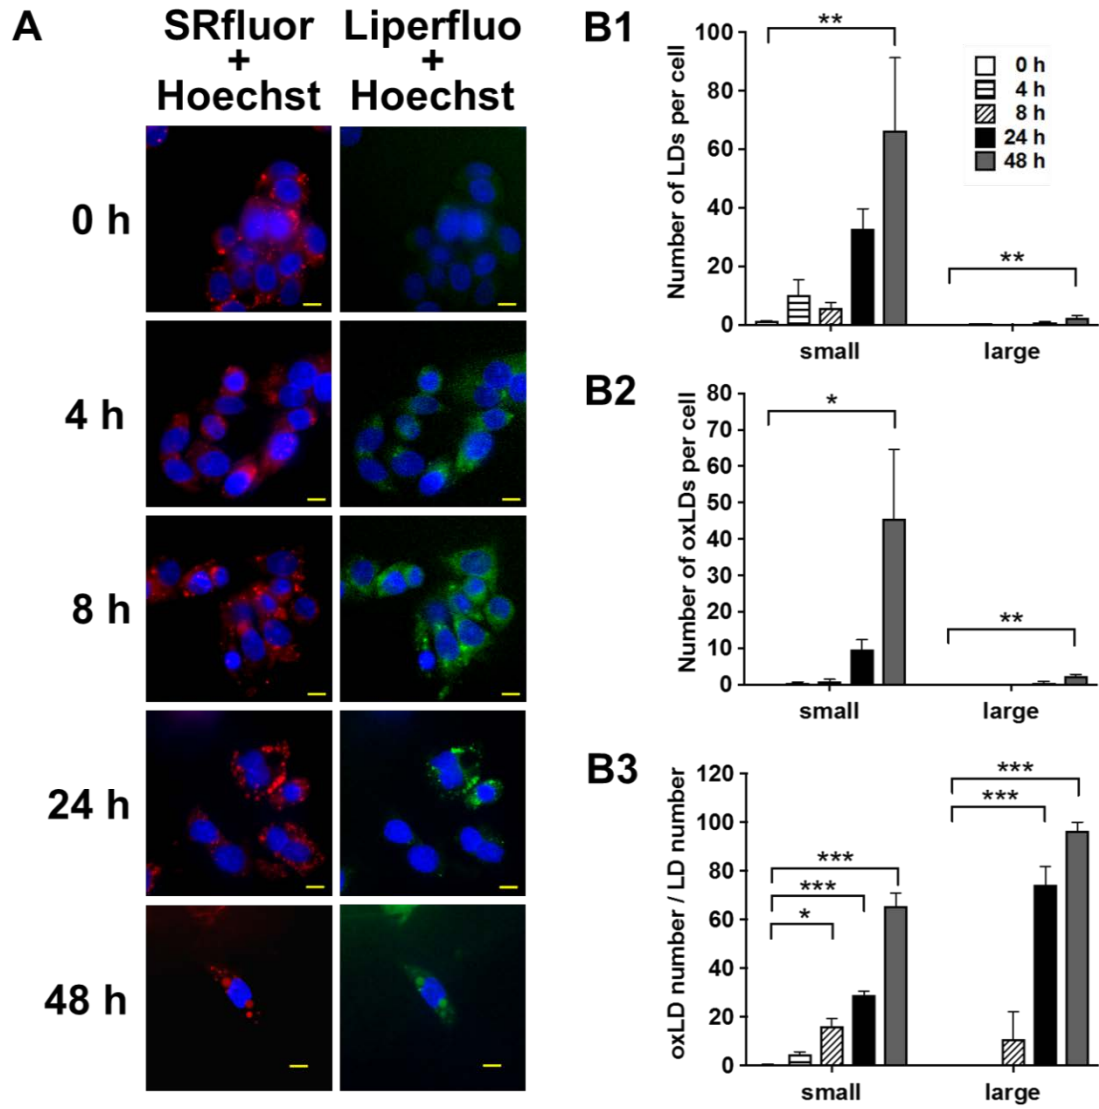 A
SRfluor
+
Hoechst
Liperfluo
+
Hoechst
0 h
4 h
8 h
24 h
48 h
B1
Number of LDs per cell
100
80
60
40
20
0
**
**
0 h
4 h
8 h
24 h
48 h
small
large
B2
Number of oxLDs per cell
80
70
60
50
40
30
20
10
0
*
**
small
large
B3
oxLD number / LD number
120
100
80
60
40
20
0
***
***
*
***
***
small
large